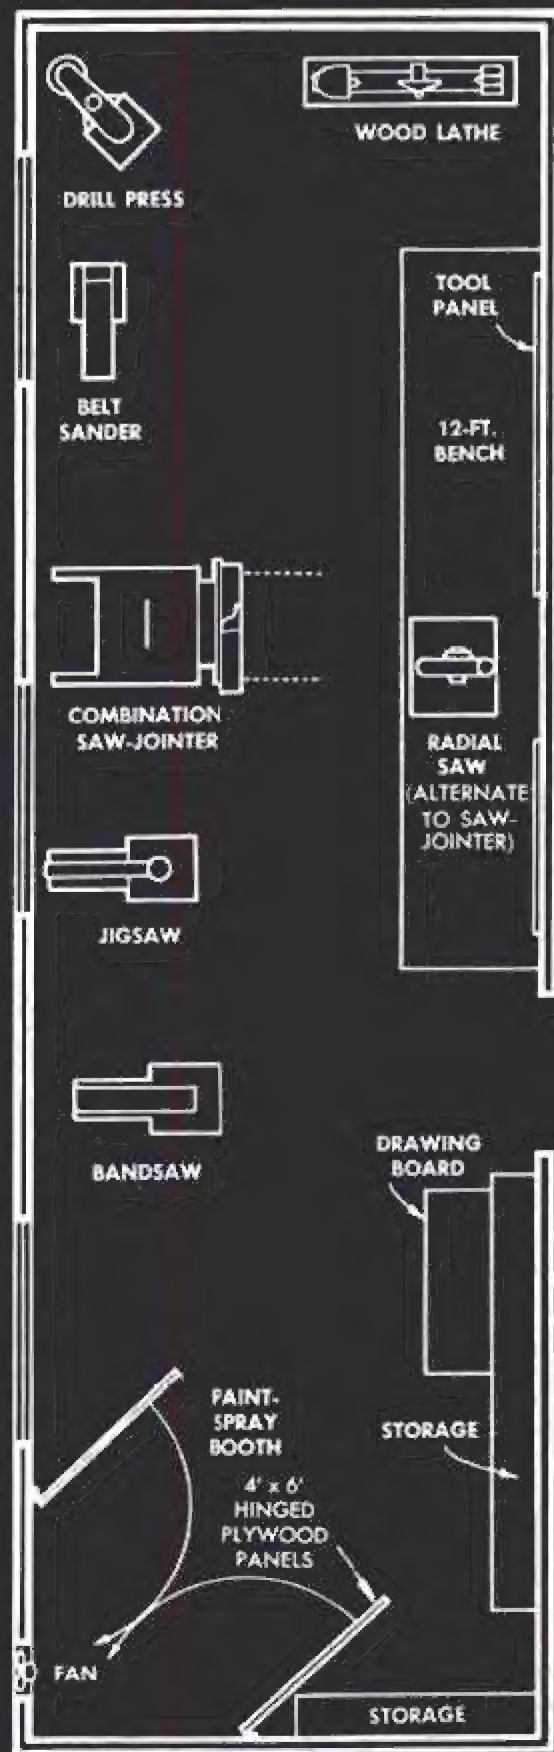 WOOD LATHE
DRILL PRESS
TOOL
PANEL
BELT
SANDER
12-FT.
BENCH
COMBINATION
SAW-JOINTER
RADIAL
SAW
(ALTERNATE
TO SAW-
JOINTER)
JIGSAW
BANDSAW
DRAWING
BOARD
PAINT-
SPRAY
BOOTH
STORAGE
4' x 6'
HINGED
PLYWOOD
PANELS
FAN
STORAGE